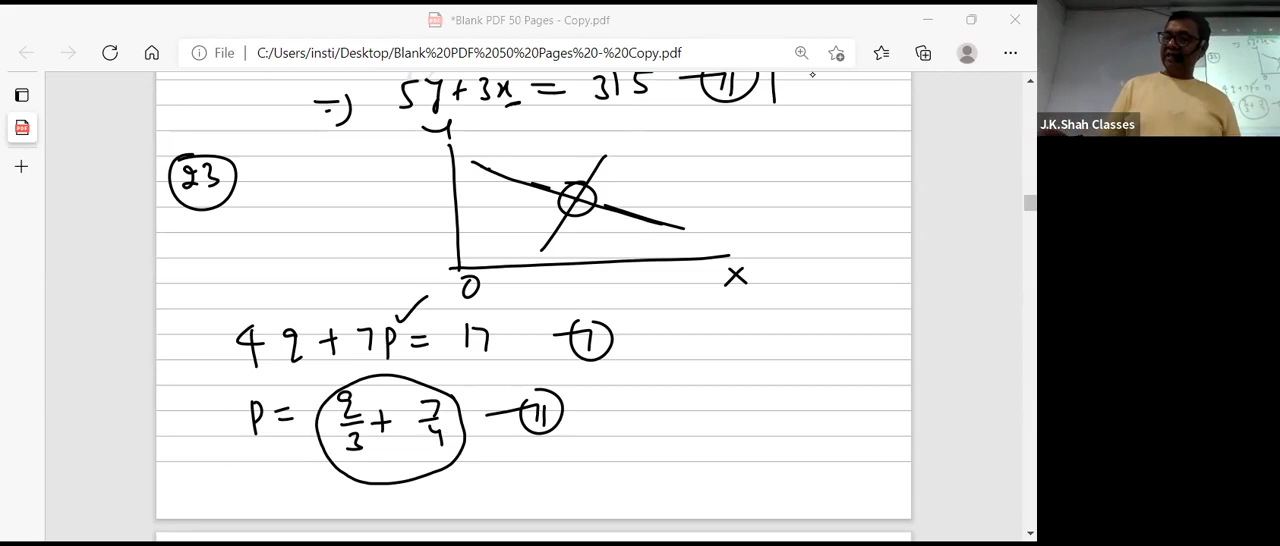 *Blank PDF 50 Pages - Copy.pdf
File | C:/Users/insti/Desktop/Blank%20PDF%2050%20Pages%20-%20Copy.pdf
J.K.Shah Classes
⇒) 5y + 3x = 315 — II
23
y
0
X
4q + 7p = 17 — I
p = q/3 + 7/4 — II